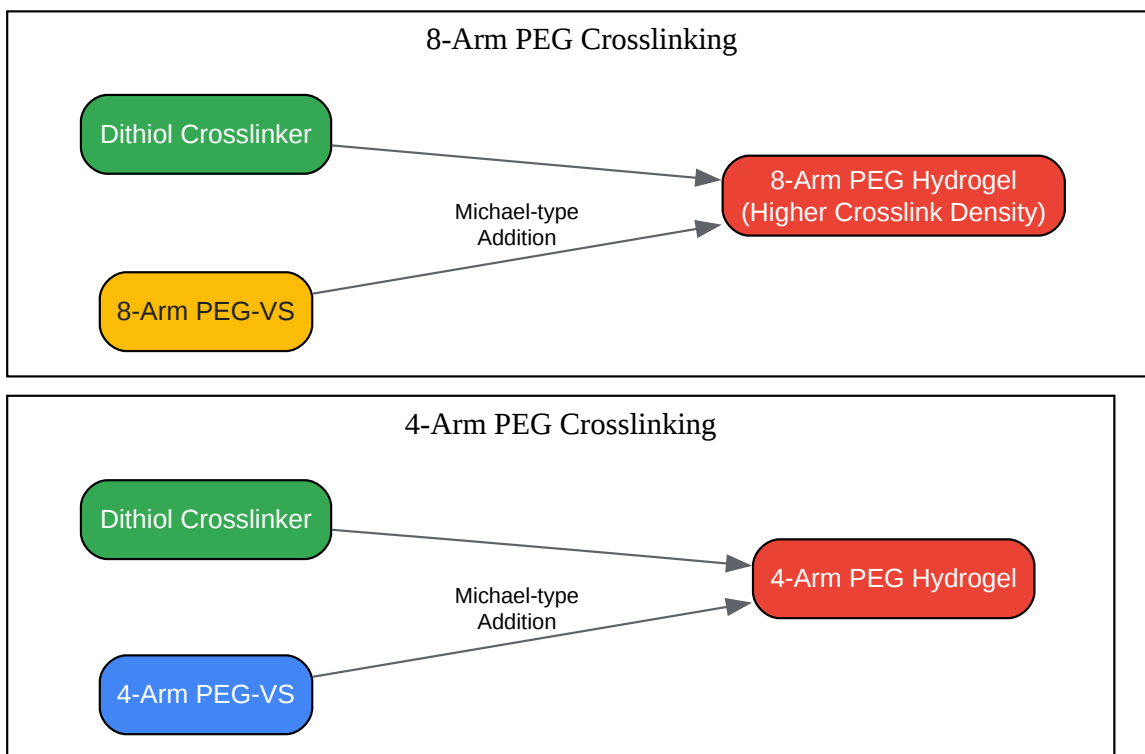 8-Arm PEG Crosslinking
Dithiol Crosslinker
8-Arm PEG Hydrogel
(Higher Crosslink Density)
Michael-type
Addition
8-Arm PEG-VS
4-Arm PEG Crosslinking
Dithiol Crosslinker
4-Arm PEG Hydrogel
Michael-type
Addition
4-Arm PEG-VS